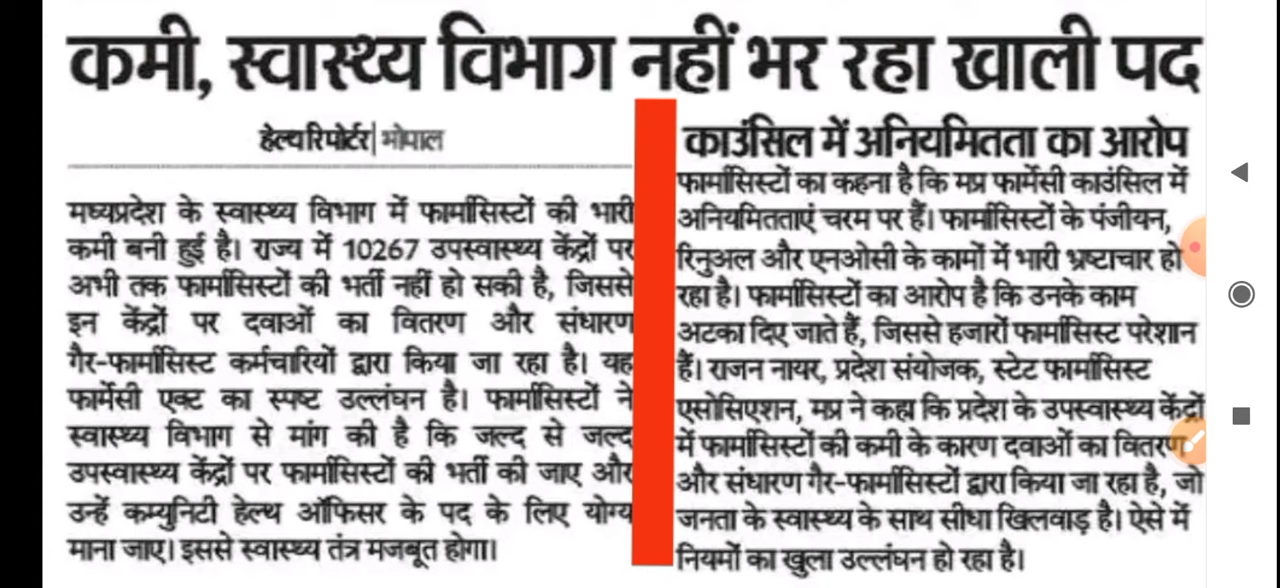 कमी, स्वास्थ्य विभाग नहीं भर रहा खाली पद
हेल्थ रिपोर्टर| भोपाल
मध्यप्रदेश के स्वास्थ्य विभाग में फार्मासिस्टों की भारी
कमी बनी हुई है। राज्य में 10267 उपस्वास्थ्य केंद्रों पर
अभी तक फार्मासिस्टों की भर्ती नहीं हो सकी है, जिससे
इन केंद्रों पर दवाओं का वितरण और संधारण
गैर-फार्मासिस्ट कर्मचारियों द्वारा किया जा रहा है। यह
फार्मेसी एक्ट का स्पष्ट उल्लंघन है। फार्मासिस्टों ने
स्वास्थ्य विभाग से मांग की है कि जल्द से जल्द
उपस्वास्थ्य केंद्रों पर फार्मासिस्टों की भर्ती की जाए और
उन्हें कम्युनिटी हेल्थ ऑफिसर के पद के लिए योग्य
माना जाए। इससे स्वास्थ्य तंत्र मजबूत होगा।
काउंसिल में अनियमितता का आरोप
फार्मासिस्टों का कहना है कि मप्र फार्मेसी काउंसिल में
अनियमितताएं चरम पर हैं। फार्मासिस्टों के पंजीयन,
रिनुअल और एनओसी के कामों में भारी भ्रष्टाचार हो
रहा है। फार्मासिस्टों का आरोप है कि उनके काम
अटका दिए जाते हैं, जिससे हजारों फार्मासिस्ट परेशान
हैं। राजन नायर, प्रदेश संयोजक, स्टेट फार्मासिस्ट
एसोसिएशन, मप्र ने कहा कि प्रदेश के उपस्वास्थ्य केंद्रों
में फार्मासिस्टों की कमी के कारण दवाओं का वितरण
और संधारण गैर-फार्मासिस्टों द्वारा किया जा रहा है, जो
जनता के स्वास्थ्य के साथ सीधा खिलवाड़ है। ऐसे में
नियमों का खुला उल्लंघन हो रहा है।